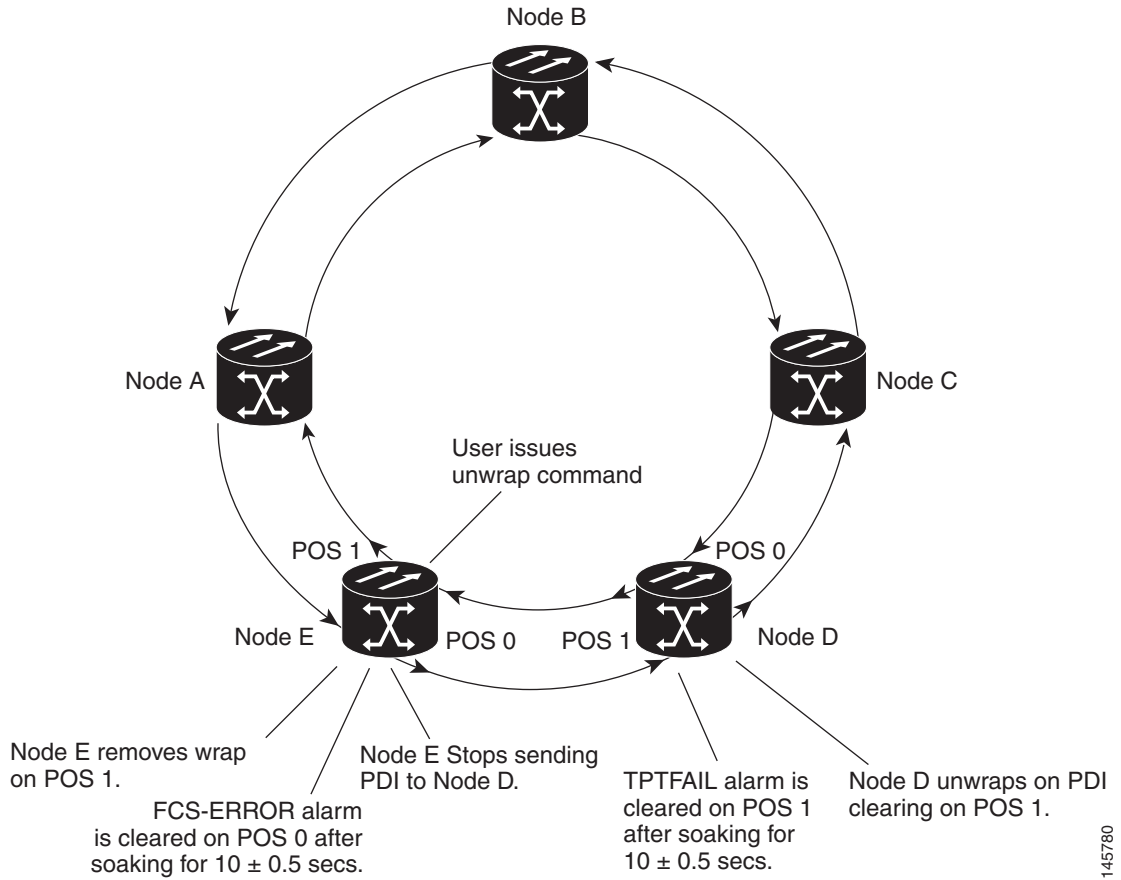 Node B
Node A
Node C
User issues
unwrap command
POS 1
POS 0
Node E
POS 0
POS 1
Node D
Node E removes wrap
on POS 1.
FCS-ERROR alarm
is cleared on POS 0 after
soaking for 10 ± 0.5 secs.
Node E Stops sending
PDI to Node D.
TPTFAIL alarm is
cleared on POS 1
after soaking for
10 ± 0.5 secs.
Node D unwraps on PDI
clearing on POS 1.
145780